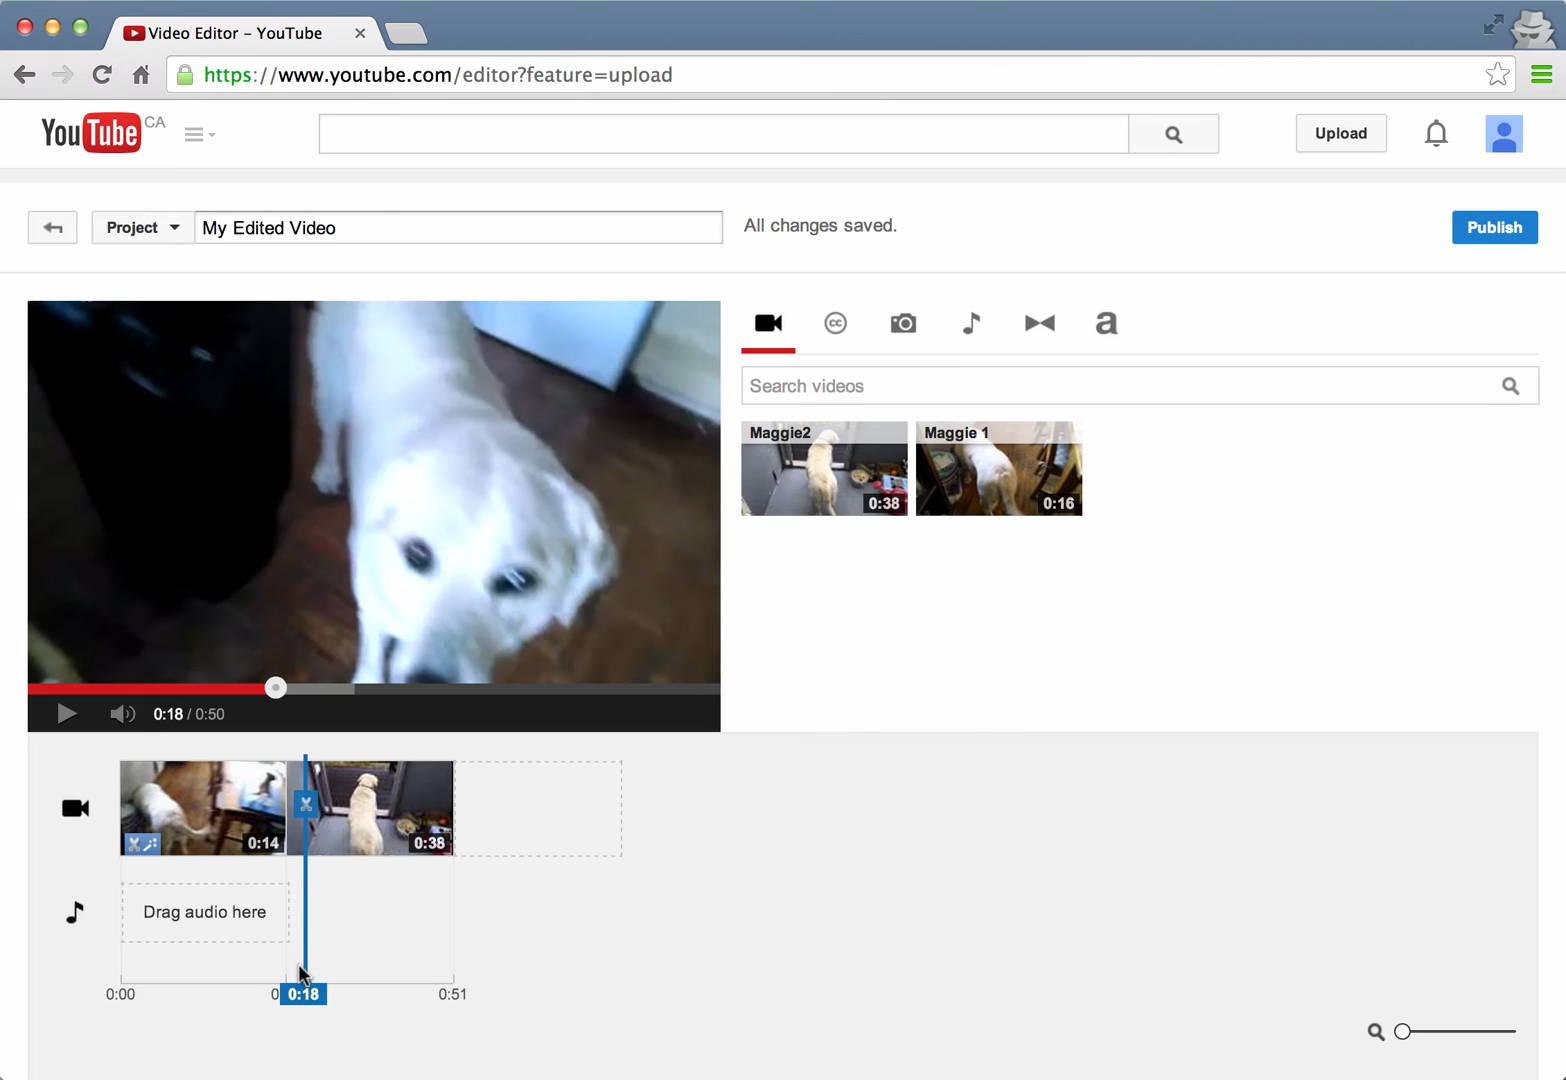 Video Editor – YouTube
https://www.youtube.com/editor?feature=upload
YouTube CA
Upload
Project
My Edited Video
All changes saved.
Publish
cc
a
Search videos
Maggie2
0:38
Maggie 1
0:16
0:18 / 0:50
0:14
0:38
Drag audio here
0:00
0:18
0:51